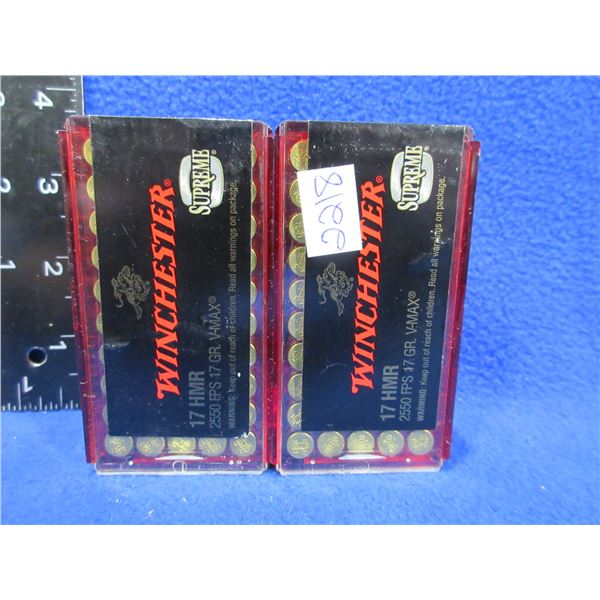 4
3
2
1
SUPREME
WINCHESTER®
17 HMR
2550 FPS 17 GR. V-MAX®
WARNING: Keep out of reach of children. Read all warnings on package.
2218
SUPREME
WINCHESTER®
17 HMR
2550 FPS 17 GR. V-MAX®
WARNING: Keep out of reach of children. Read all warnings on package.